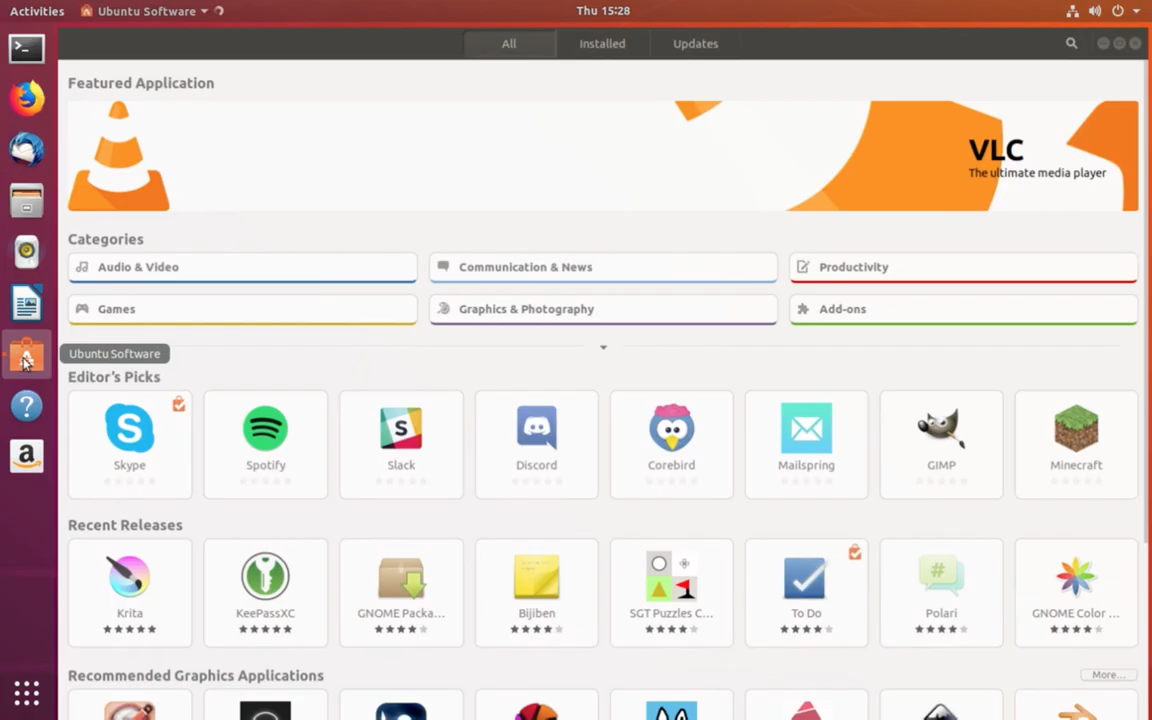 Activities Ubuntu Software Thu 15:28
All Installed Updates
Featured Application
VLC
The ultimate media player
Categories
Audio & Video Communication & News Productivity
Games Graphics & Photography Add-ons
Ubuntu Software
Editor's Picks
Skype Spotify Slack Discord Corebird Mailspring GIMP Minecraft
Recent Releases
Krita KeePassXC GNOME Packa... Bijiben SGT Puzzles C... To Do Polari GNOME Color ...
Recommended Graphics Applications More...